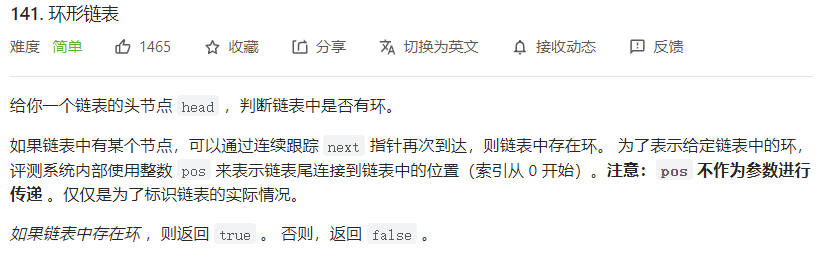 141. 环形链表
难度 简单 1465 收藏 分享 切换为英文 接收动态 反馈
给你一个链表的头节点 head ，判断链表中是否有环。
如果链表中有某个节点，可以通过连续跟踪 next 指针再次到达，则链表中存在环。 为了表示给定链表中的环，
评测系统内部使用整数 pos 来表示链表尾连接到链表中的位置（索引从 0 开始）。注意：pos 不作为参数进行
传递 。仅仅是为了标识链表的实际情况。
如果链表中存在环 ，则返回 true 。 否则，返回 false 。